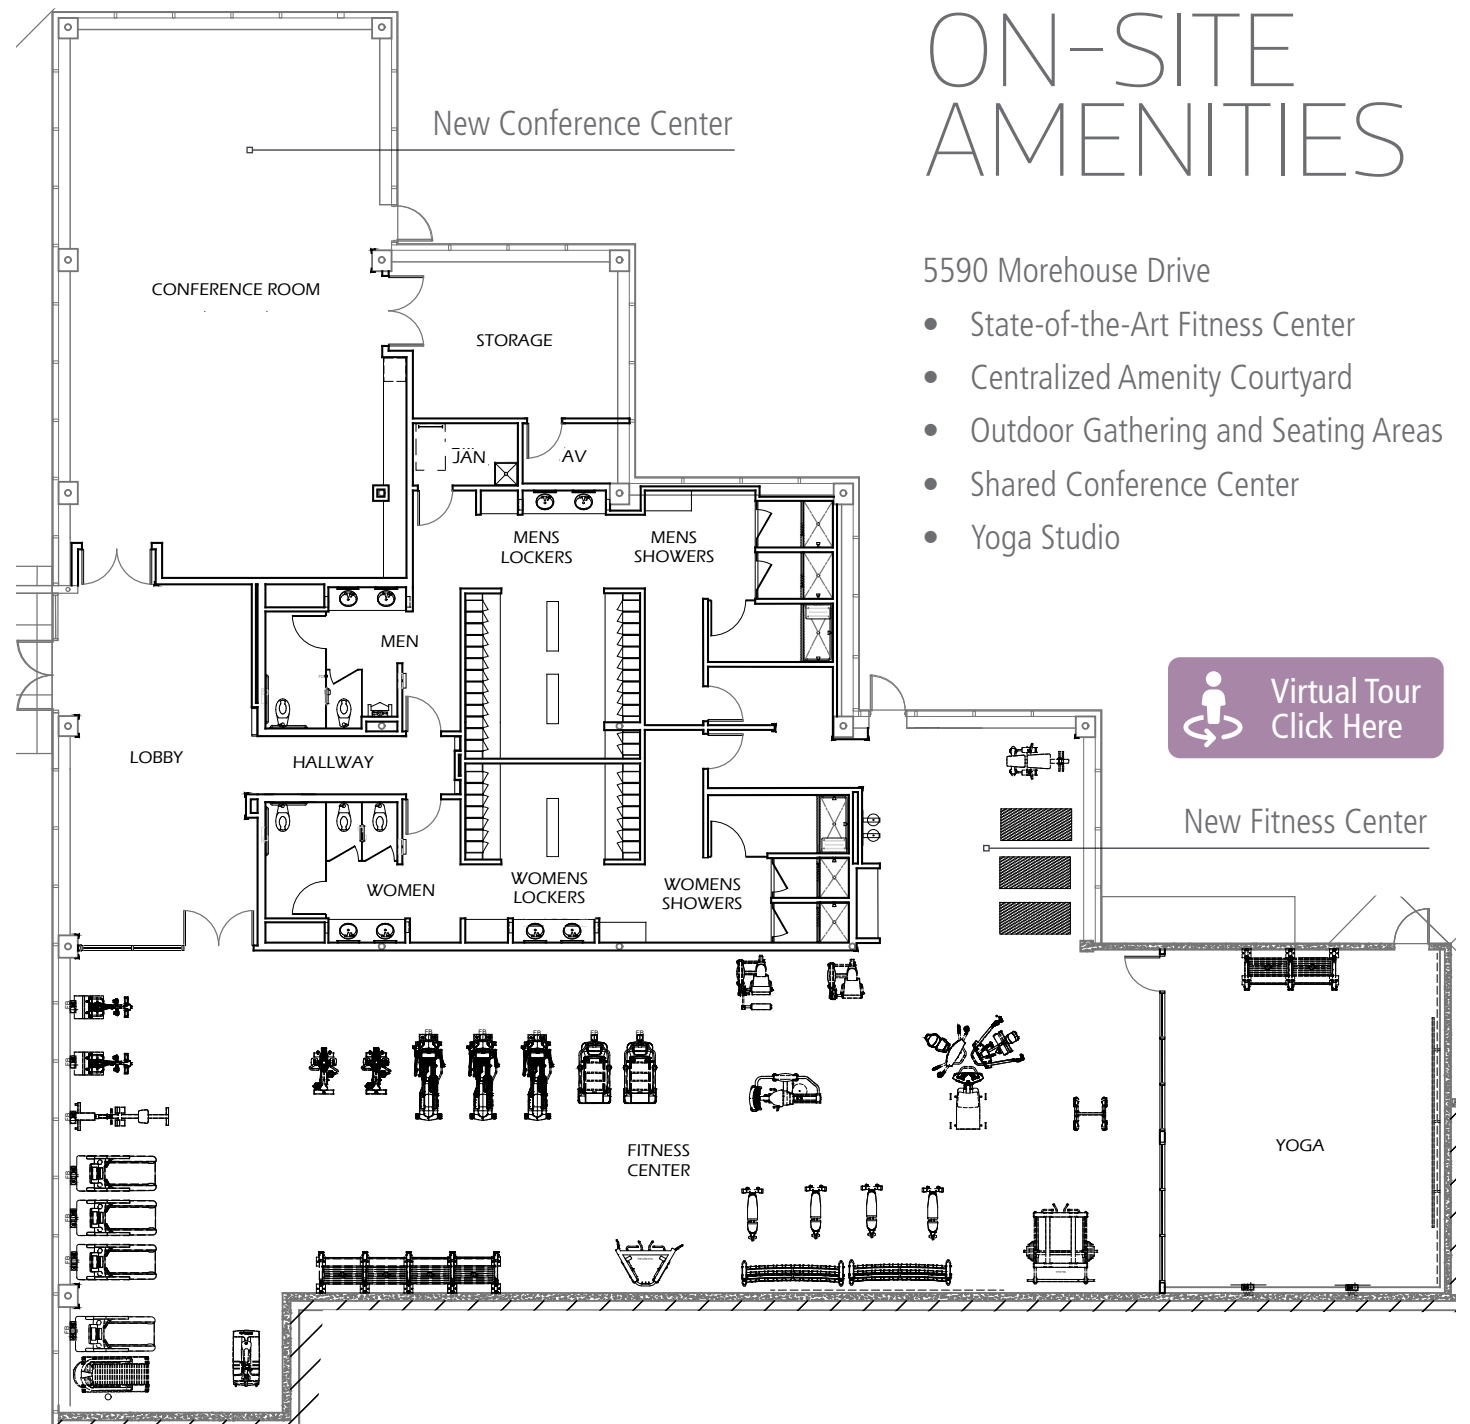 ON-SITE
AMENITIES
New Conference Center
5590 Morehouse Drive
• State-of-the-Art Fitness Center
• Centralized Amenity Courtyard
• Outdoor Gathering and Seating Areas
• Shared Conference Center
• Yoga Studio
Virtual Tour
Click Here
New Fitness Center
CONFERENCE ROOM
STORAGE
JAN
AV
MENS
LOCKERS
MENS
SHOWERS
MEN
LOBBY
HALLWAY
WOMEN
WOMENS
LOCKERS
WOMENS
SHOWERS
FITNESS
CENTER
YOGA